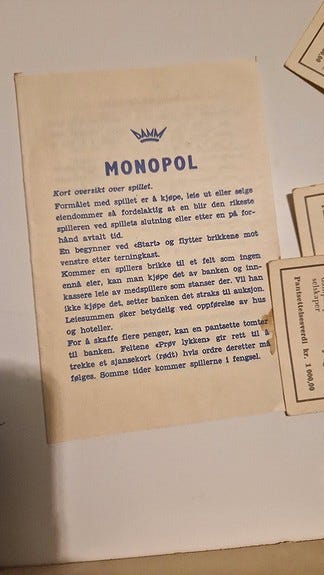 DAMM
MONOPOL
Kort oversikt over spillet.
Formålet med spillet er å kjøpe, leie ut eller selge
eiendommer så fordelaktig at en blir den rikeste
spilleren ved spillets slutning eller etter en på for-
hånd avtalt tid.
En begynner ved «Start» og flytter brikkene mot
venstre etter terningkast.
Kommer en spillers brikke til et felt som ingen
ennå eier, kan man kjøpe det av banken og inn-
kassere leie av medspillere som stanser der. Vil han
ikke kjøpe det, setter banken det straks til auksjon.
Leiesummen øker betydelig ved oppførelse av hus
og hoteller.
For å skaffe flere penger, kan en pantsette tomter
til banken. Feltene «Prøv lykken» gir rett til å
trekke et sjansekort (rødt) hvis ordre deretter må
følges. Somme tider kommer spillerne i fengsel.
selskaper
Pantsettelsesverdi kr. 1 000,00